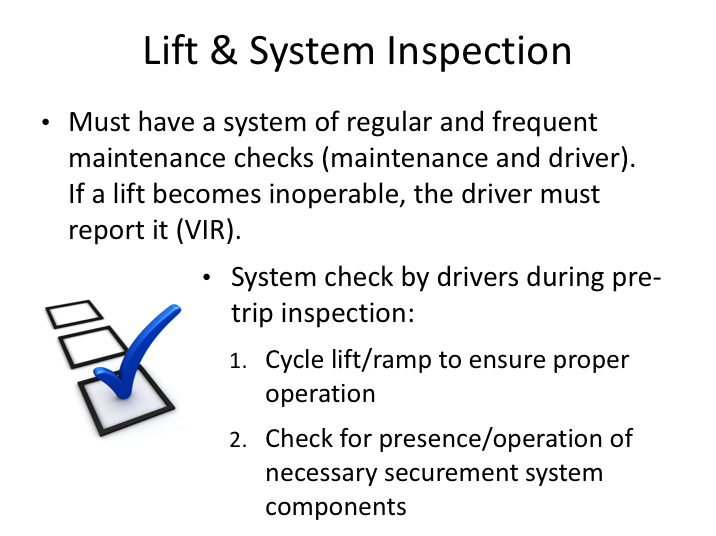 Lift & System Inspection
• Must have a system of regular and frequent
maintenance checks (maintenance and driver).
If a lift becomes inoperable, the driver must
report it (VIR).
• System check by drivers during pre-
trip inspection:
1. Cycle lift/ramp to ensure proper
operation
2. Check for presence/operation of
necessary securement system
components